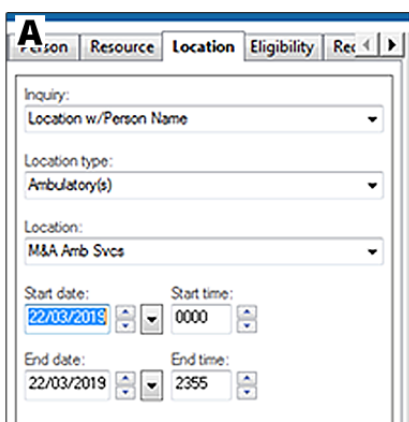 A
Person Resource Location Eligibility
Inquiry:
Location w/Person Name
Location type:
Ambulatory(s)
Location:
M&A Amb Svcs
Start date: Start time:
22/03/2019 0000
End date: End time:
22/03/2019 2355